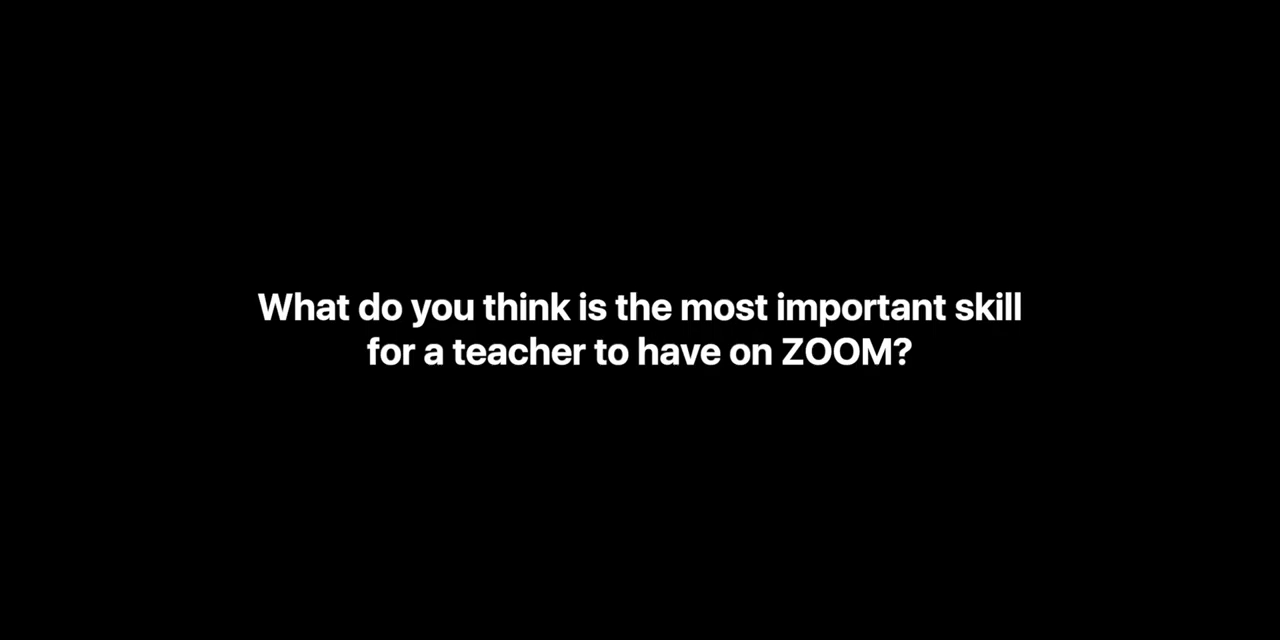 What do you think is the most important skill
for a teacher to have on ZOOM?